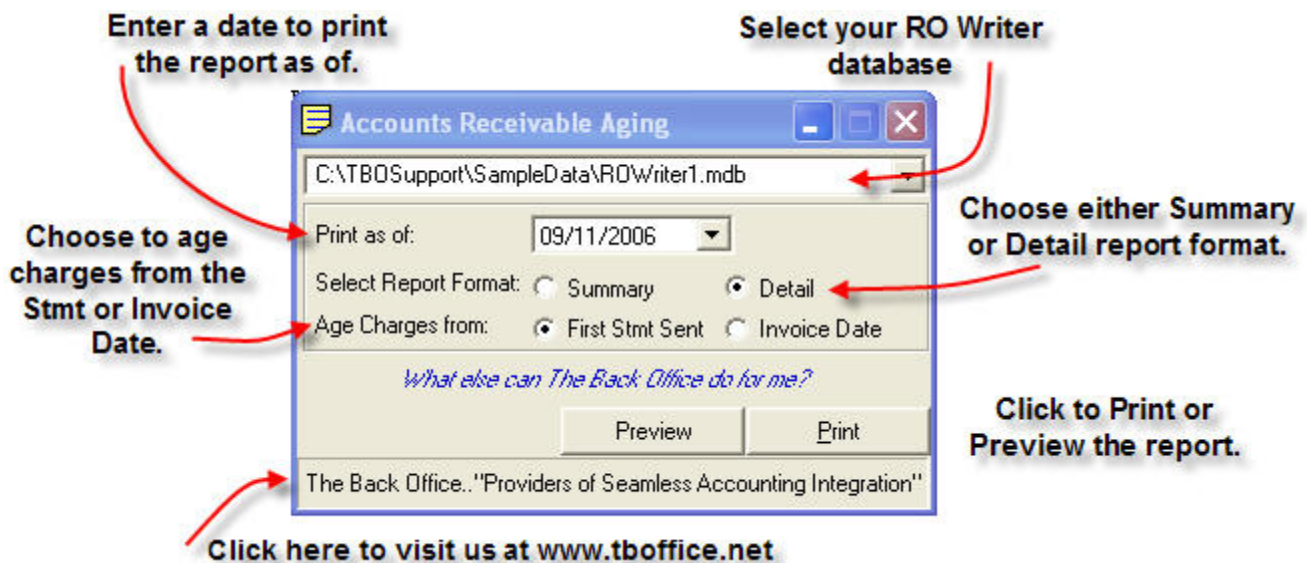 Enter a date to print
the report as of.
Select your RO Writer
database
Accounts Receivable Aging
C:\TBOSupport\SampleData\ROWriter1.mdb
Choose to age
charges from the
Stmt or Invoice
Date.
Print as of: 09/11/2006
Select Report Format: Summary Detail
Age Charges from: First Stmt Sent Invoice Date
Choose either Summary
or Detail report format.
What else can The Back Office do for me?
Preview Print
Click to Print or
Preview the report.
The Back Office.."Providers of Seamless Accounting Integration"
Click here to visit us at www.tboffice.net